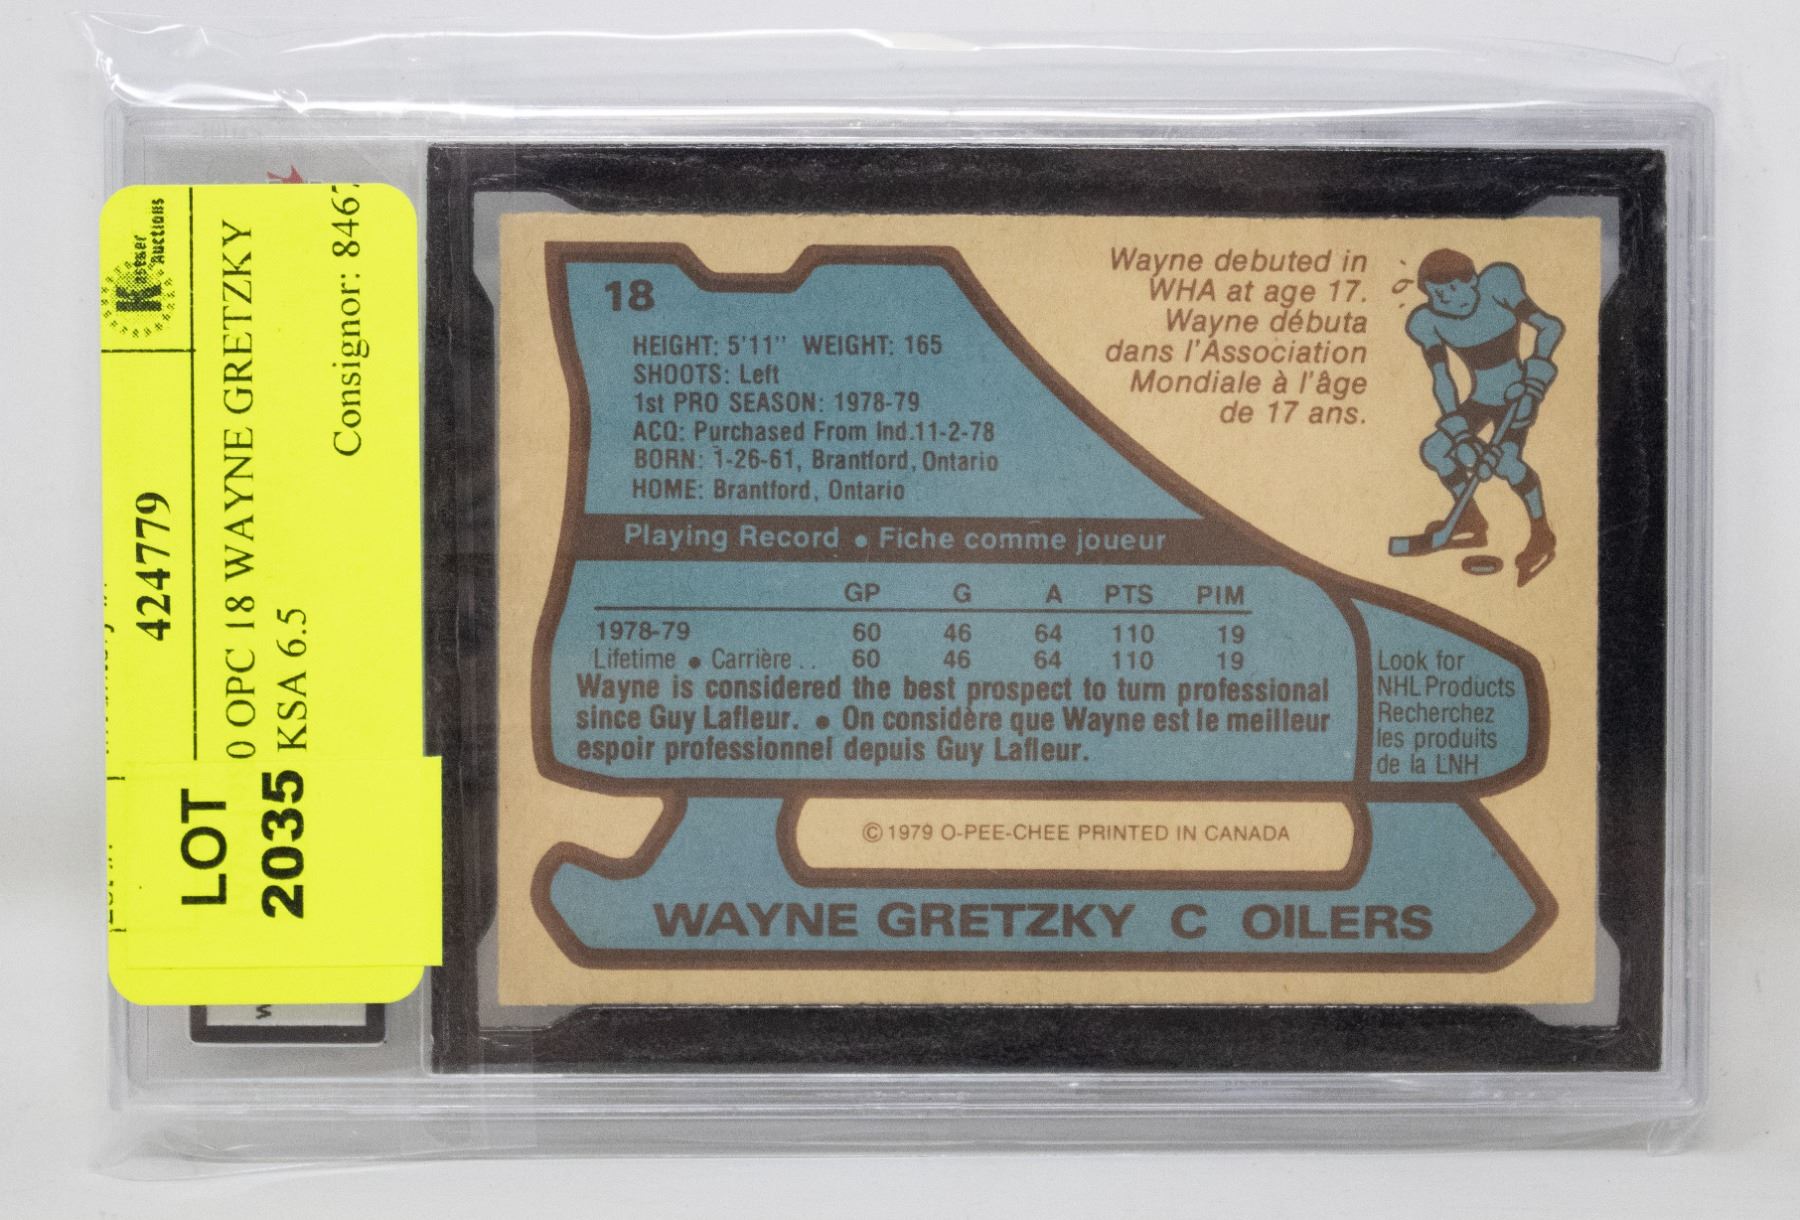 Kastner
Auctions
424779
0 OPC 18 WAYNE GRETZKY
KSA 6.5
Consignor: 8467
LOT
2035
18
HEIGHT: 5'11" WEIGHT: 165
SHOOTS: Left
1st PRO SEASON: 1978-79
ACQ: Purchased From Ind.11-2-78
BORN: 1-26-61, Brantford, Ontario
HOME: Brantford, Ontario
Wayne debuted in
WHA at age 17.
Wayne débuta
dans l'Association
Mondiale à l'âge
de 17 ans.
Playing Record • Fiche comme joueur
GP G A PTS PIM
1978-79 60 46 64 110 19
Lifetime • Carrière .. 60 46 64 110 19
Wayne is considered the best prospect to turn professional
since Guy Lafleur. • On considère que Wayne est le meilleur
espoir professionnel depuis Guy Lafleur.
Look for
NHL Products
Recherchez
les produits
de la LNH
© 1979 O-PEE-CHEE PRINTED IN CANADA
WAYNE GRETZKY C OILERS